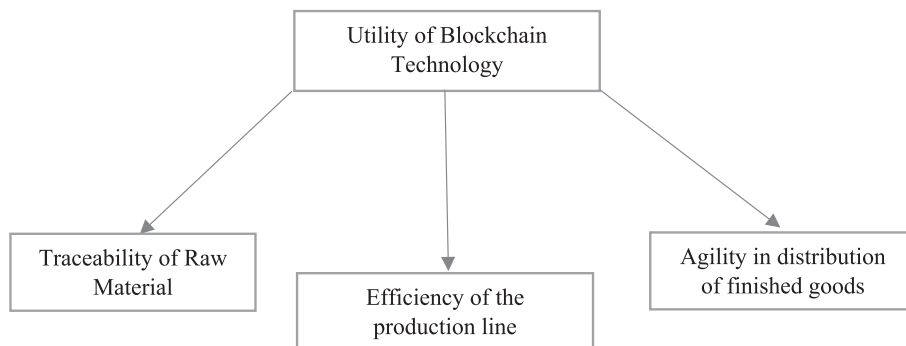 Utility of Blockchain
Technology
Traceability of Raw
Material
Efficiency of the
production line
Agility in distribution
of finished goods